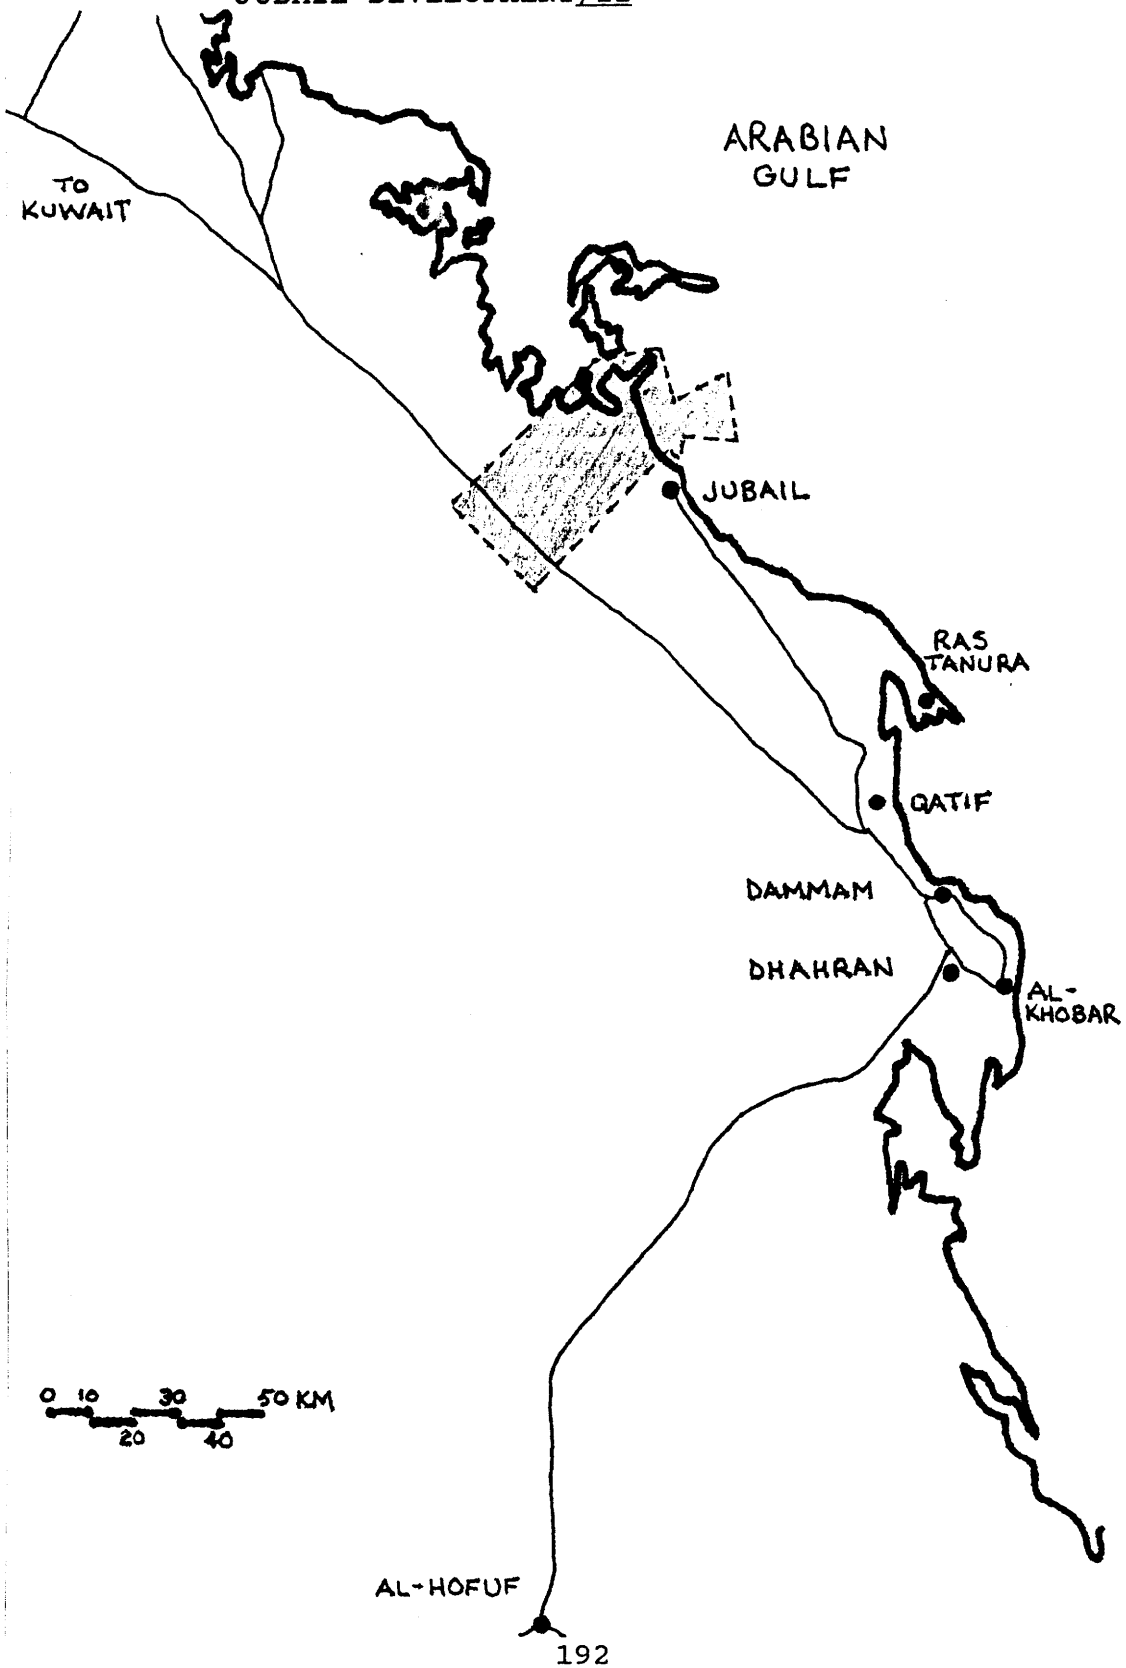 ARABIAN
GULF
TO
KUWAIT
JUBAIL
RAS
TANURA
QATIF
DAMMAM
DHAHRAN
AL-
KHOBAR
0 10 30 50 KM
20 40
AL-HOFUF
192